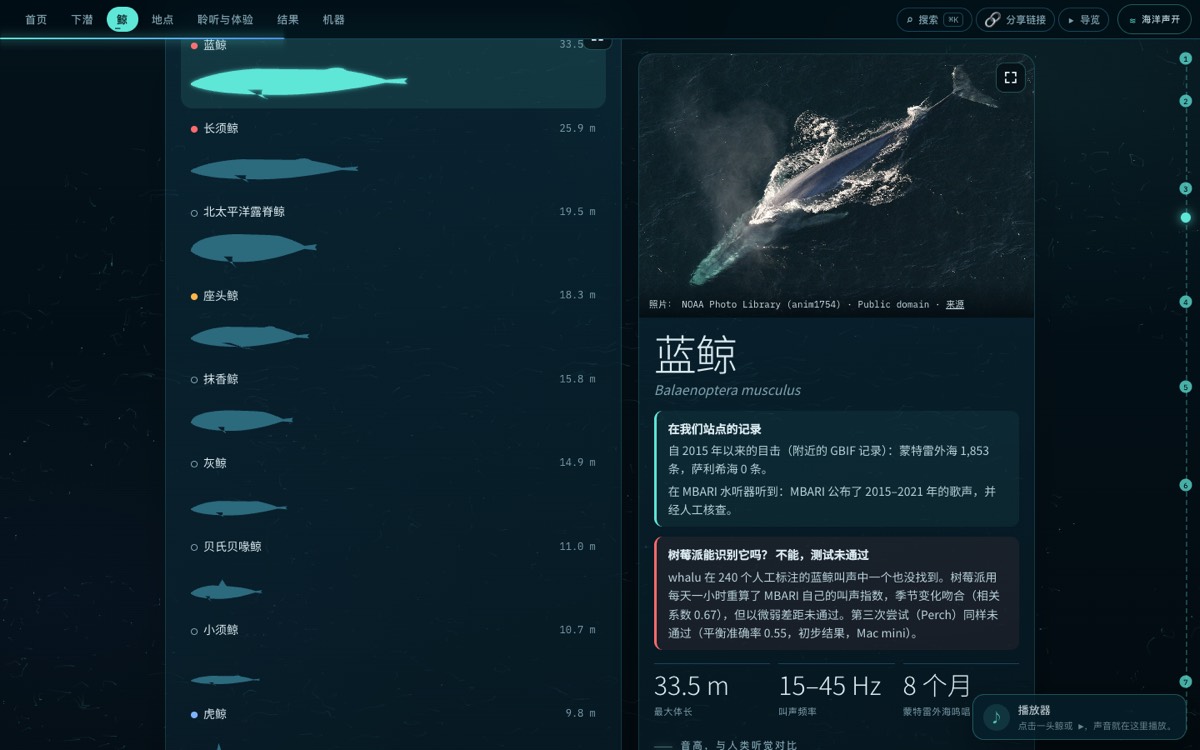 首页 下潜 鲸 地点 聆听与体验 结果 机器
搜索 ⌘K 分享链接 ▸ 导览 ≈ 海洋声开
蓝鲸 33.5
长须鲸 25.9 m
北太平洋露脊鲸 19.5 m
座头鲸 18.3 m
抹香鲸 15.8 m
灰鲸 14.9 m
贝氏贝喙鲸 11.0 m
小须鲸 10.7 m
虎鲸 9.8 m
照片： NOAA Photo Library (anim1754) · Public domain · 来源
蓝鲸
Balaenoptera musculus
在我们站点的记录
自 2015 年以来的目击（附近的 GBIF 记录）：蒙特雷外海 1,853
条，萨利希海 0 条。
在 MBARI 水听器听到：MBARI 公布了 2015–2021 年的歌声，并
经人工核查。
树莓派能识别它吗？ 不能，测试未通过
whalu 在 240 个人工标注的蓝鲸叫声中一个也没找到。树莓派用
每天一小时重算了 MBARI 自己的叫声指数，季节变化吻合（相关
系数 0.67），但以微弱差距未通过。第三次尝试（Perch）同样未
通过（平衡准确率 0.55，初步结果，Mac mini）。
33.5 m 15–45 Hz 8 个月
最大体长 叫声频率 蒙特雷外海鸣唱
音高，与人类听觉对比
播放器
点击一头鲸或 ▸，声音就在这里播放。
1
2
3
4
5
6
7